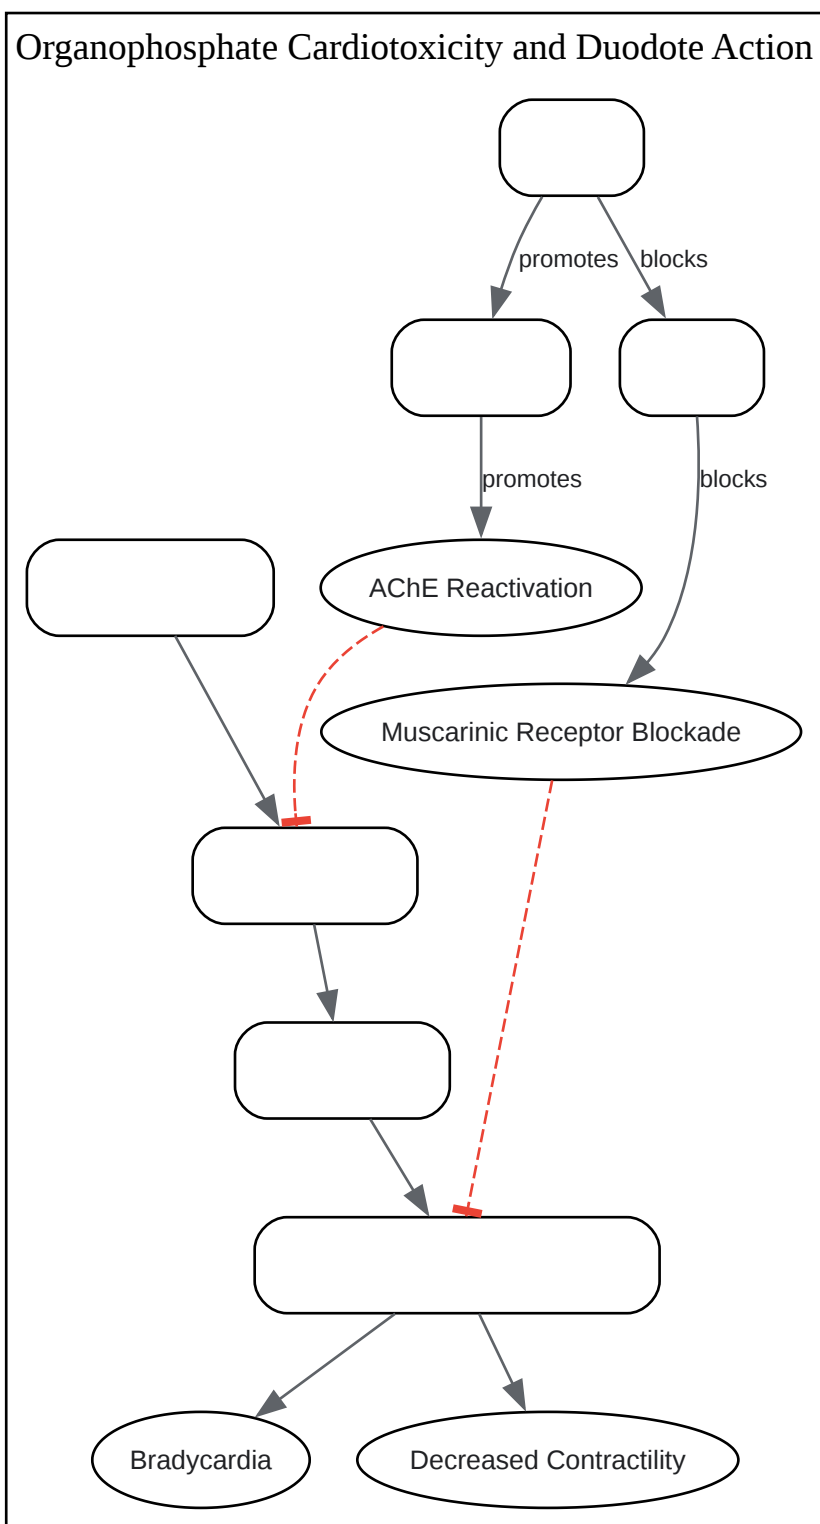 Organophosphate Cardiotoxicity and Duodote Action
promotes
blocks
promotes
blocks
AChE Reactivation
Muscarinic Receptor Blockade
Bradycardia
Decreased Contractility